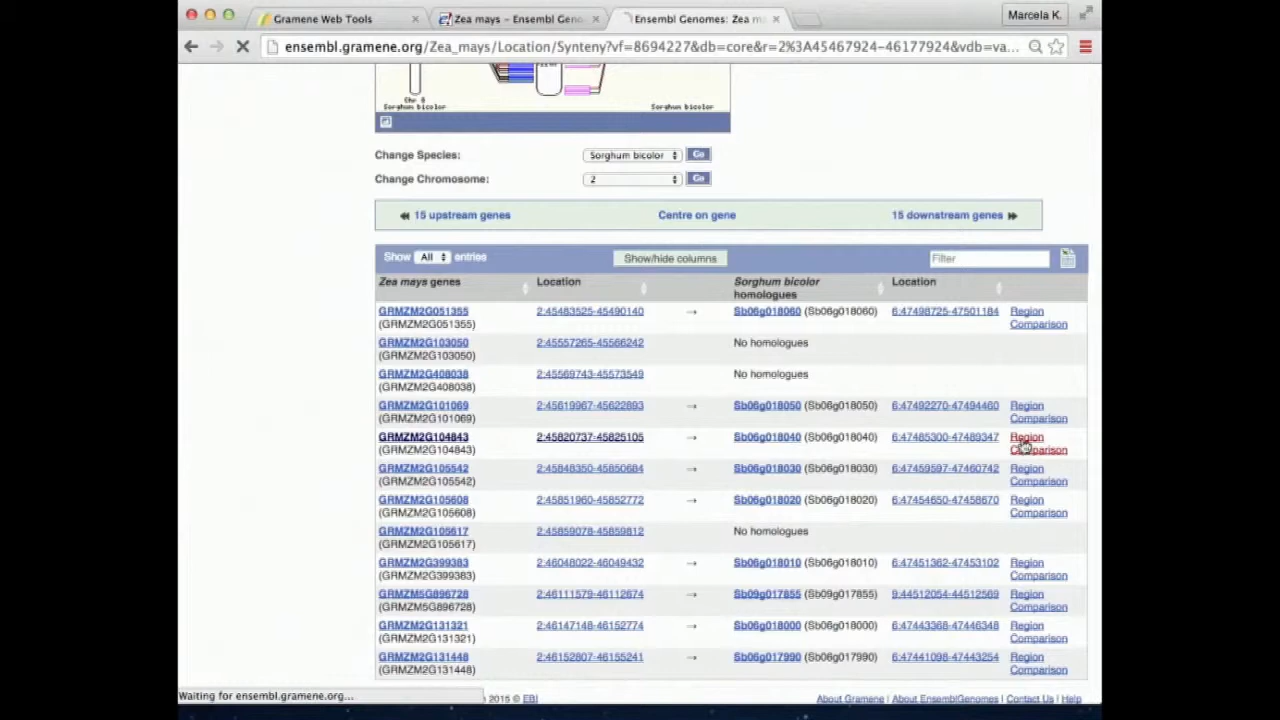 Gramene Web Tools
Zea mays – Ensembl Geno
Ensembl Genomes: Zea m
Marcela K.
ensembl.gramene.org/Zea_mays/Location/Synteny?vf=8694227&db=core&r=2%3A45467924-46177924&vdb=va...
Chr 6
Sorghum bicolor
Sorghum bicolor
Change Species: Sorghum bicolor Go
Change Chromosome: 2 Go
15 upstream genes Centre on gene 15 downstream genes
Show All entries Show/hide columns Filter
Zea mays genes Location Sorghum bicolor homologues Location
GRMZM2G051355 (GRMZM2G051355) 2:45483525-45490140 → Sb06g018060 (Sb06g018060) 6:47498725-47501184 Region Comparison
GRMZM2G103050 (GRMZM2G103050) 2:45557265-45566242 No homologues
GRMZM2G408038 (GRMZM2G408038) 2:45569743-45573549 No homologues
GRMZM2G101069 (GRMZM2G101069) 2:45619967-45622893 → Sb06g018050 (Sb06g018050) 6:47492270-47494460 Region Comparison
GRMZM2G104843 (GRMZM2G104843) 2:45820737-45825105 → Sb06g018040 (Sb06g018040) 6:47485300-47489347 Region Comparison
GRMZM2G105542 (GRMZM2G105542) 2:45848350-45850684 → Sb06g018030 (Sb06g018030) 6:47459597-47460742 Region Comparison
GRMZM2G105608 (GRMZM2G105608) 2:45851960-45852772 → Sb06g018020 (Sb06g018020) 6:47454650-47458670 Region Comparison
GRMZM2G105617 (GRMZM2G105617) 2:45859078-45859812 No homologues
GRMZM2G399383 (GRMZM2G399383) 2:46048022-46049432 → Sb06g018010 (Sb06g018010) 6:47451362-47453102 Region Comparison
GRMZM5G896728 (GRMZM5G896728) 2:46111579-46112674 → Sb09g017855 (Sb09g017855) 9:44512054-44512569 Region Comparison
GRMZM2G131321 (GRMZM2G131321) 2:46147148-46152774 → Sb06g018000 (Sb06g018000) 6:47443368-47446348 Region Comparison
GRMZM2G131448 (GRMZM2G131448) 2:46152807-46155241 → Sb06g017990 (Sb06g017990) 6:47441098-47443254 Region Comparison
Waiting for ensembl.gramene.org... 2015 © EBI About Gramene | About EnsemblGenomes | Contact Us | Help